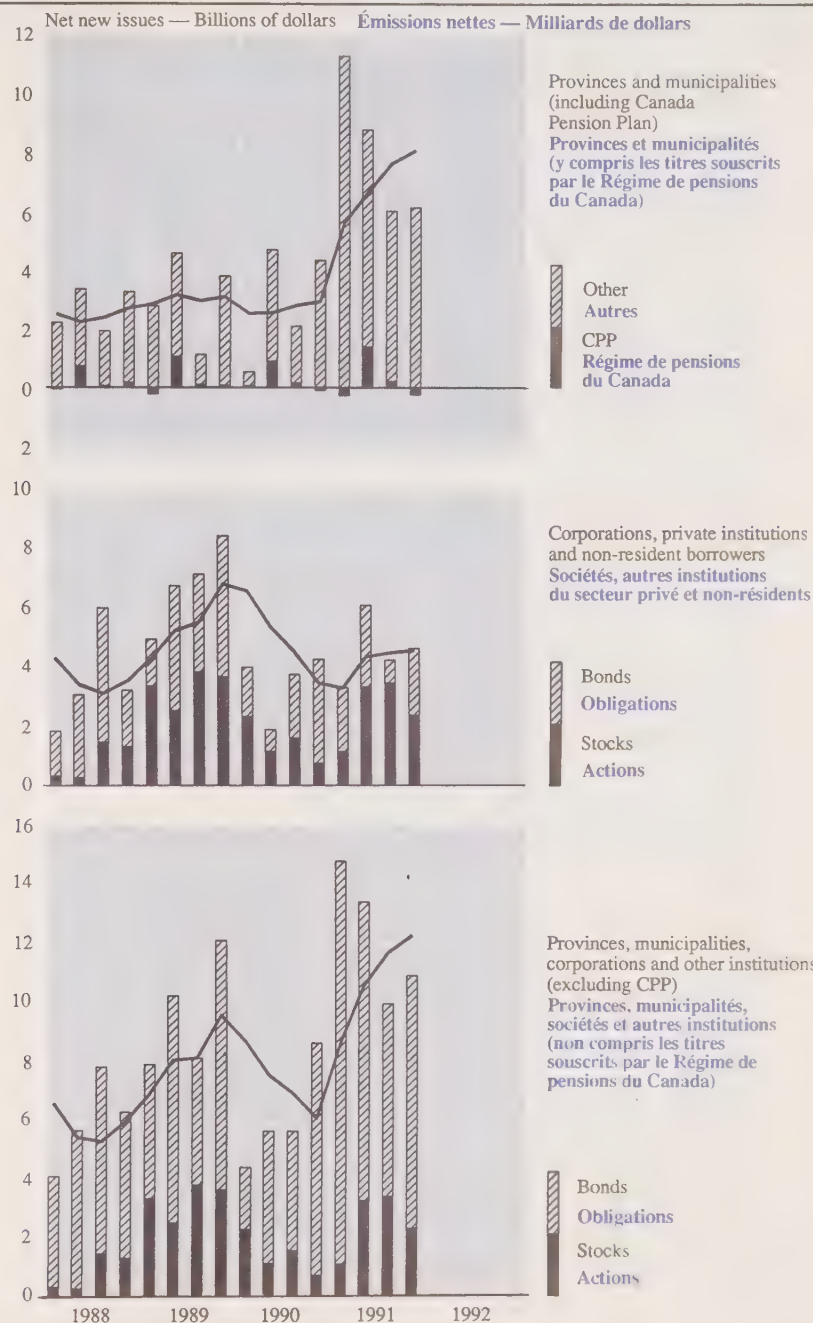 Net new issues — Billions of dollars Émissions nettes — Milliards de dollars
12
10
8
6
4
2
0
2
Provinces and municipalities
(including Canada
Pension Plan)
Provinces et municipalités
(y compris les titres souscrits
par le Régime de pensions
du Canada)
Other
Autres
CPP
Régime de pensions
du Canada
10
8
6
4
2
0
Corporations, private institutions
and non-resident borrowers
Sociétés, autres institutions
du secteur privé et non-résidents
Bonds
Obligations
Stocks
Actions
16
14
12
10
8
6
4
2
0
Provinces, municipalities,
corporations and other institutions
(excluding CPP)
Provinces, municipalités,
sociétés et autres institutions
(non compris les titres
souscrits par le Régime de
pensions du Canada)
Bonds
Obligations
Stocks
Actions
1988 1989 1990 1991 1992